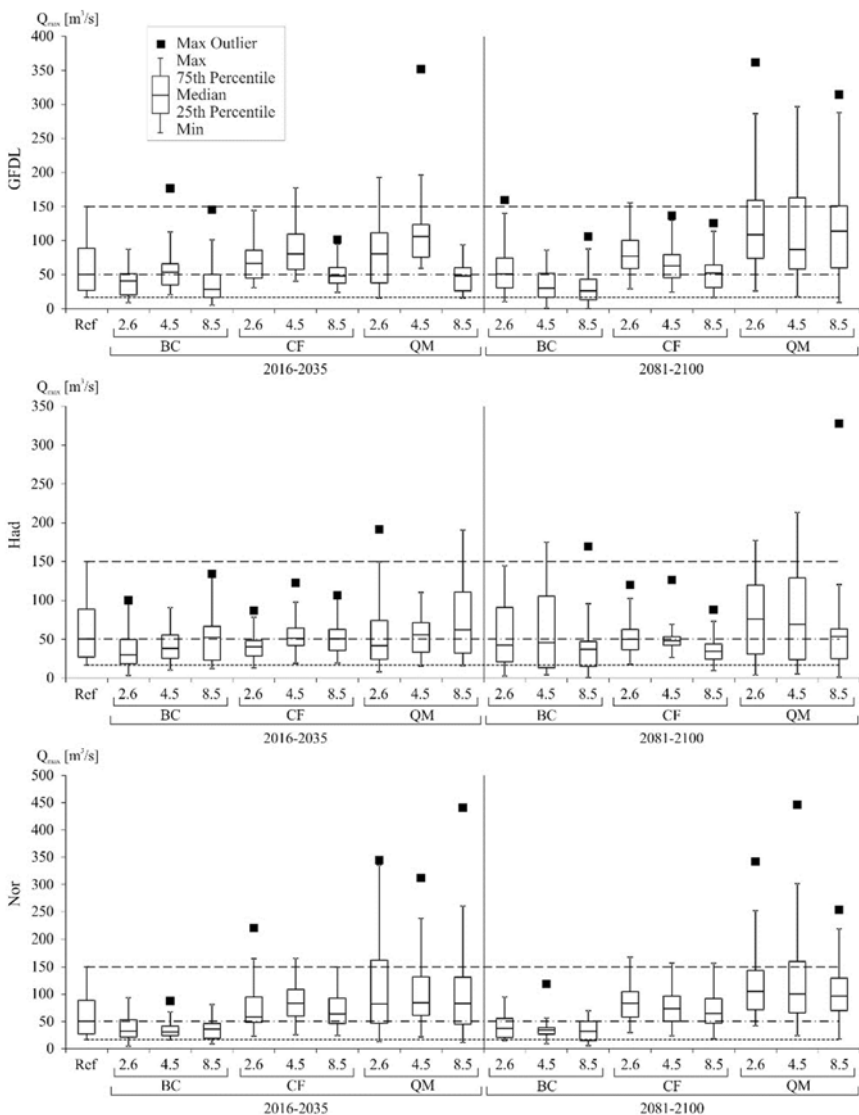 Qmax [m³/s]
400
350
300
250
200
150
100
50
0
GFDL
Max Outlier
Max
75th Percentile
Median
25th Percentile
Min
Ref 2.6 4.5 8.5 2.6 4.5 8.5 2.6 4.5 8.5 2.6 4.5 8.5 2.6 4.5 8.5 2.6 4.5 8.5
BC CF QM BC CF QM
2016-2035 2081-2100
Qmax [m³/s]
350
300
250
200
150
100
50
0
Had
Ref 2.6 4.5 8.5 2.6 4.5 8.5 2.6 4.5 8.5 2.6 4.5 8.5 2.6 4.5 8.5 2.6 4.5 8.5
BC CF QM BC CF QM
2016-2035 2081-2100
Qmax [m³/s]
500
450
400
350
300
250
200
150
100
50
0
Nor
Ref 2.6 4.5 8.5 2.6 4.5 8.5 2.6 4.5 8.5 2.6 4.5 8.5 2.6 4.5 8.5 2.6 4.5 8.5
BC CF QM BC CF QM
2016-2035 2081-2100